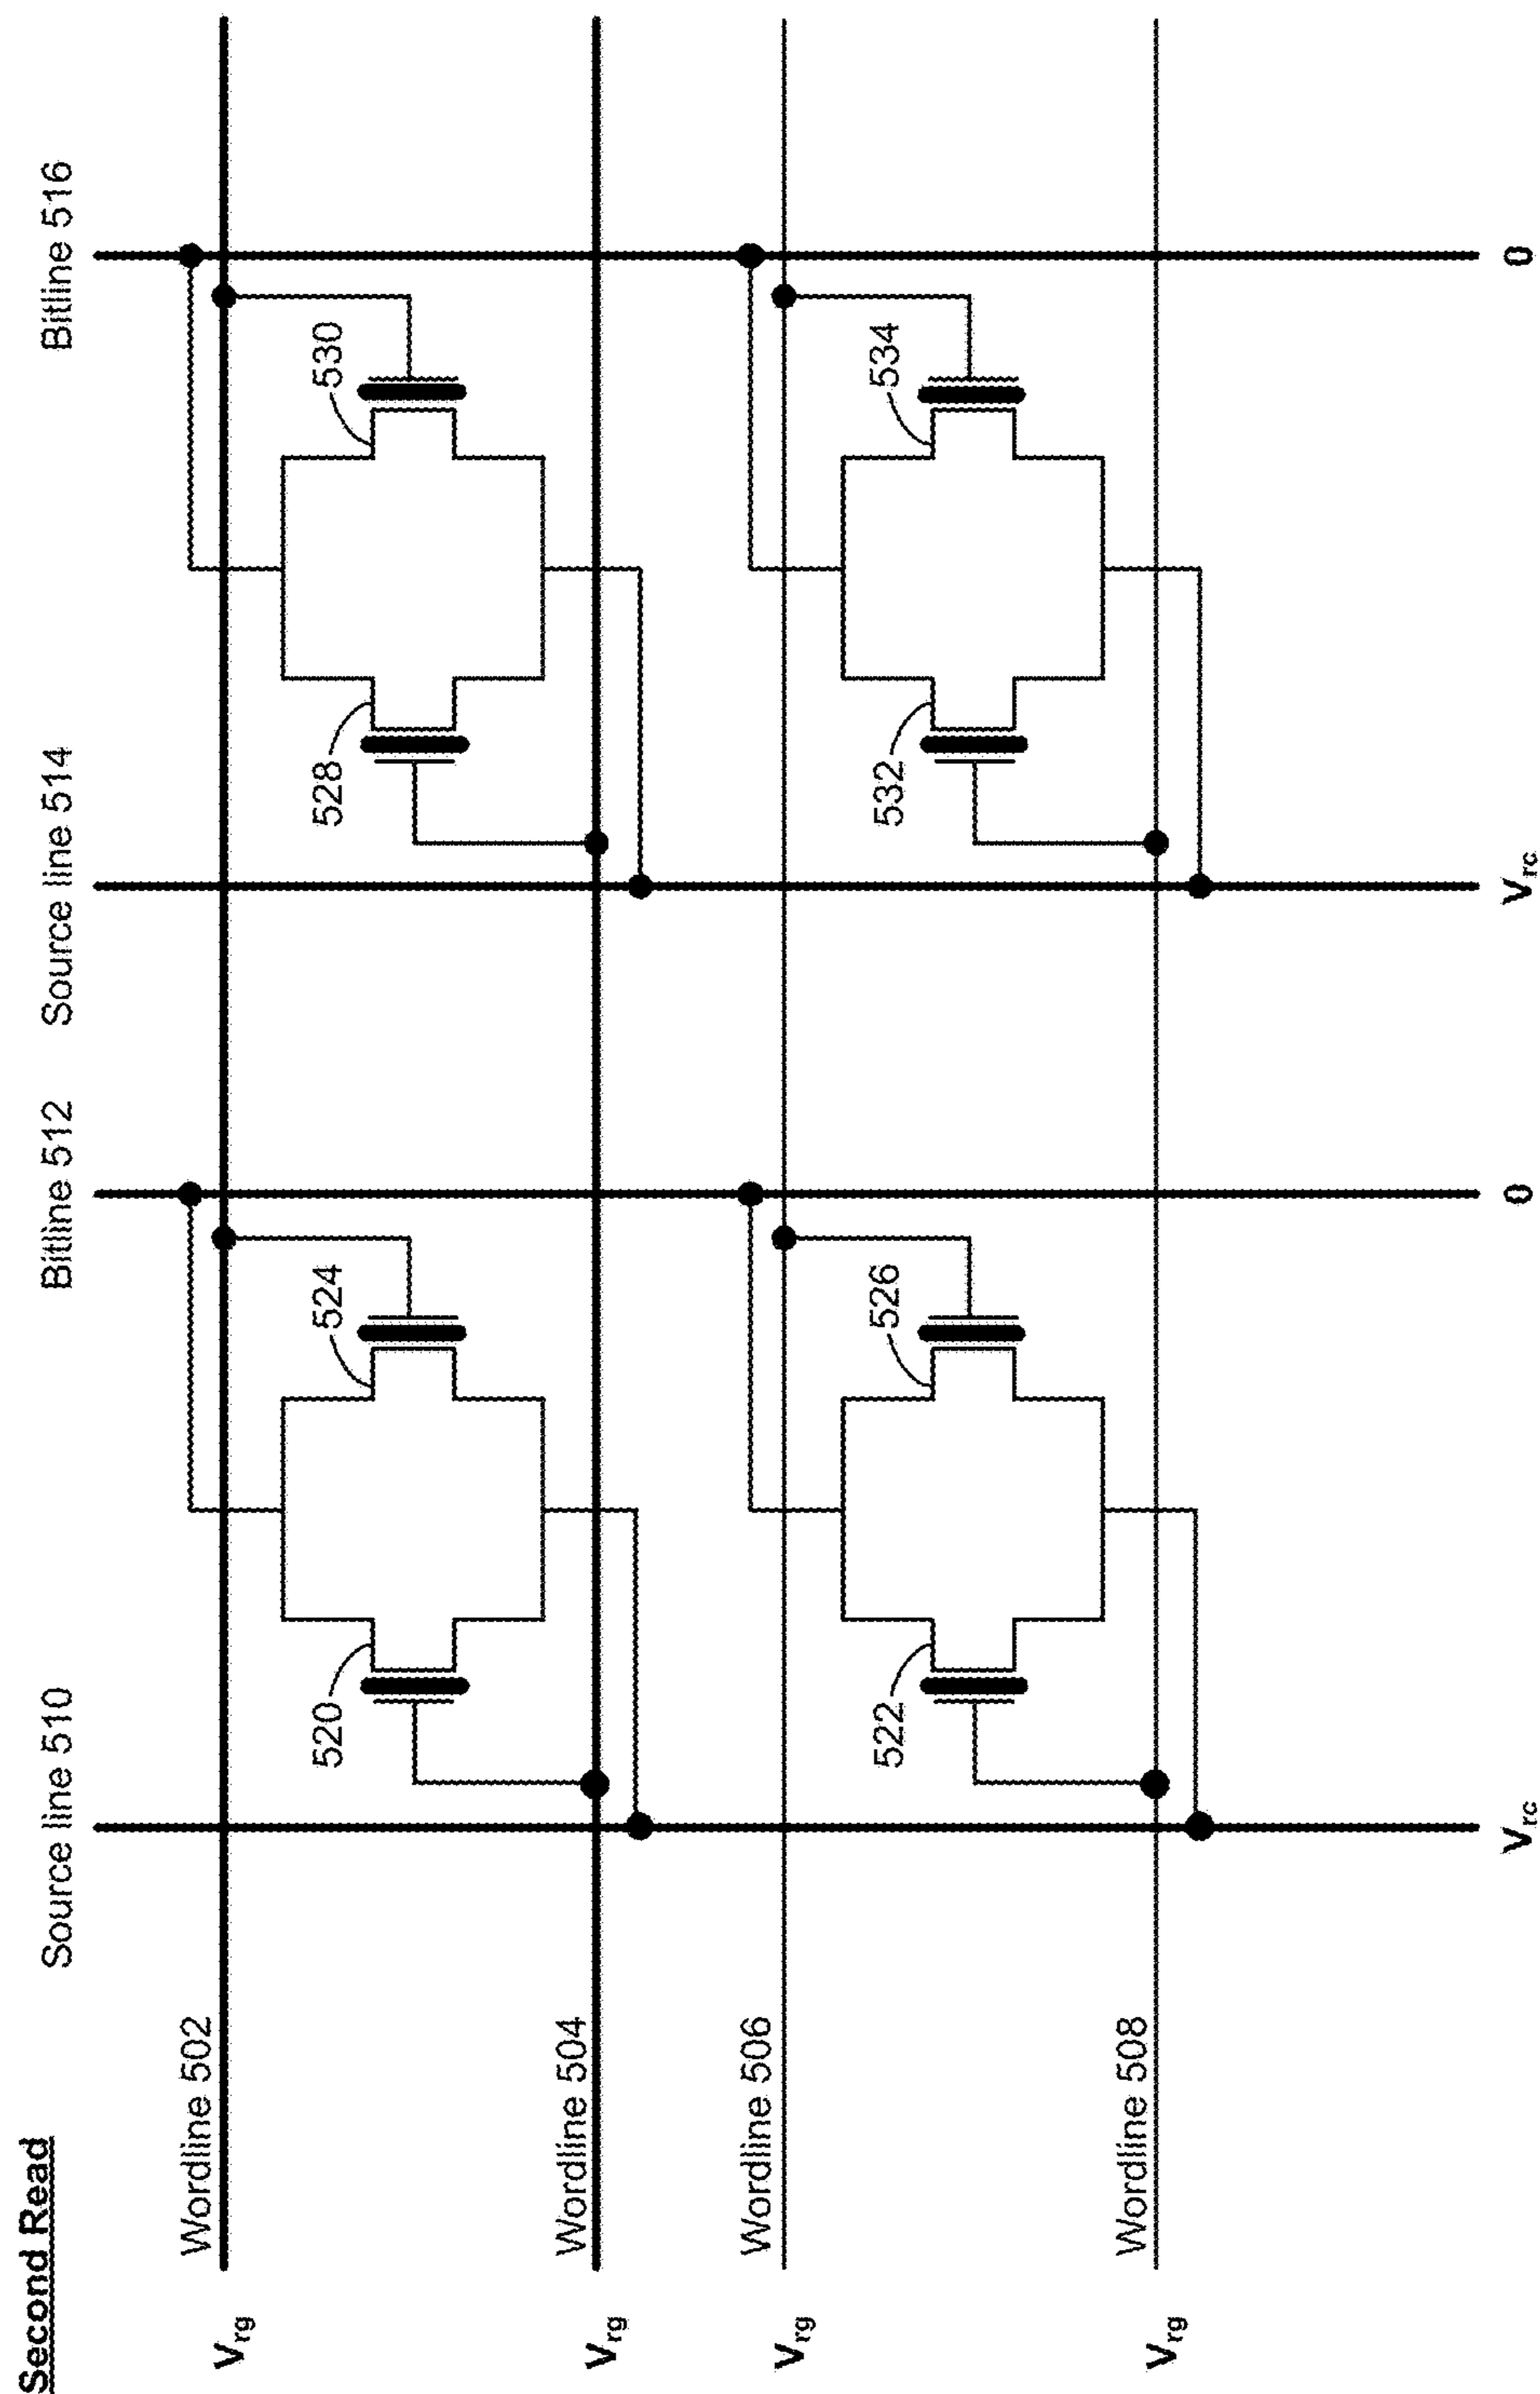 Second Read
Source line 510
Bitline 512
Source line 514
Bitline 516
Wordline 502
Vrg
520
524
528
530
Wordline 504
Vrg
Wordline 506
Vrg
522
526
532
534
Wordline 508
Vrg
Vrc
0
Vrc
0